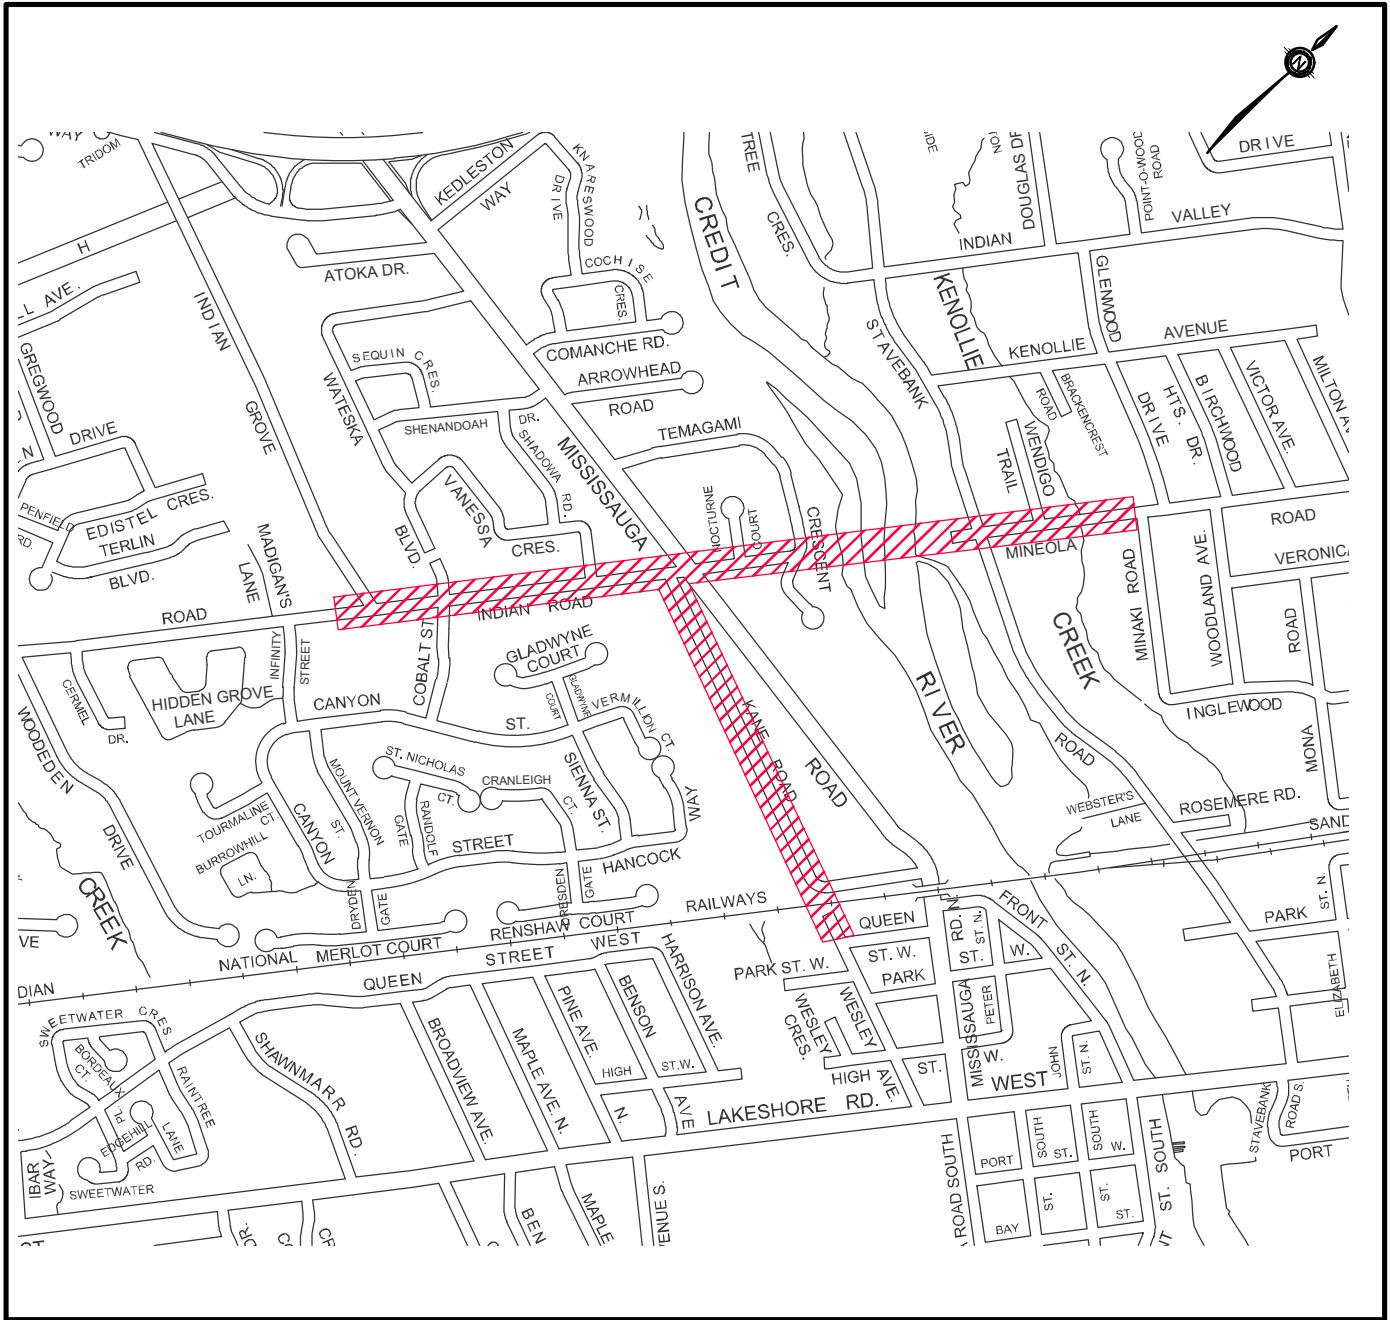 N
WAY
TRIDOM
KEDLESTON
WAY
KNARESWOOD
DRIVE
TREE
CRES.
CREDIT
DOUGLAS DR
POINT-O-WOODS
ROAD
DRIVE
VALLEY
INDIAN
H
ATOKA DR.
COCHISE
CRES.
KENOLLIE
GLENWOOD
LL AVE.
INDIAN
GROVE
STAVEBANK
AVENUE
KENOLLIE
COMANCHE RD.
ARROWHEAD
ROAD
GREGWOOD
DRIVE
SEQUIN
CRES.
WATESKA
BLVD.
SHENANDOAH
DR.
SHADOWA
RD.
MISSISSAUGA
TEMAGAMI
CRESCENT
BRACKENCREST
ROAD
DRIVE
HTS. DR.
BIRCHWOOD
VICTOR AVE.
MILTON AV
WENDIGO
TRAIL
NOCTURNE
COURT
VANESSA
CRES.
EDISTEL CRES.
TERLIN
BLVD.
PENFIELD
RD.
MADIGAN'S
LANE
ROAD
INDIAN ROAD
MINEOLA
ROAD
VERONICA
WOODLAND AVE.
MINAKI ROAD
ROAD
INFINITY
STREET
COBALT ST.
GLADWYNE
COURT
GLADWYNE
COURT
VERMILLION
CT.
CREEK
RIVER
CERMEL
DR.
HIDDEN GROVE
LANE
CANYON
ST.
KANE
ROAD
ROAD
INGLEWOOD
MONA
ROAD
WOODEDEN
DRIVE
ST. NICHOLAS
CT.
CRANLEIGH
CT.
SIENNA ST.
WAY
MOUNT VERNON
ST.
RANDOLF
GATE
TOURMALINE
CT.
BURROWHILL
LN.
CANYON
STREET
HANCOCK
WEBSTER'S
LANE
ROSEMERE RD.
SAND
CREEK
DRYDEN
GATE
DRESDEN
GATE
RENSHAW COURT
RAILWAYS
MERLOT COURT
NATIONAL
DIAN
VE
QUEEN
STREET
WEST
HARRISON AVE.
QUEEN
ST. W.
PARK
PARK ST. W.
FRONT
ST. N.
RD. N
ST. N.
ST.
W.
PARK
ST. N.
ELIZABETH
SWEETWATER CRES.
BORDEAUX
CT.
RAINTREE
LANE
EDGEHILL
PL.
RD.
SWEETWATER
IBAR
WAY
SHAWNMARR
RD.
BROADVIEW AVE.
MAPLE AVE. N.
PINE AVE.
N.
BENSON
AVE
HIGH
ST.W.
WESLEY
CRES.
WESLEY
AVE.
HIGH
ST.
MISSISSAUGA
PETER
W.
WEST
JOHN
ST. N.
LAKESHORE RD.
PORT
ST.
SOUTH
SOUTH
W.
ST. SOUTH
STAVEBANK
ROAD S.
PORT
BAY
ST.
ST.
ST.
A ROAD SOUTH
VENUE S.
MAPLE
BEN